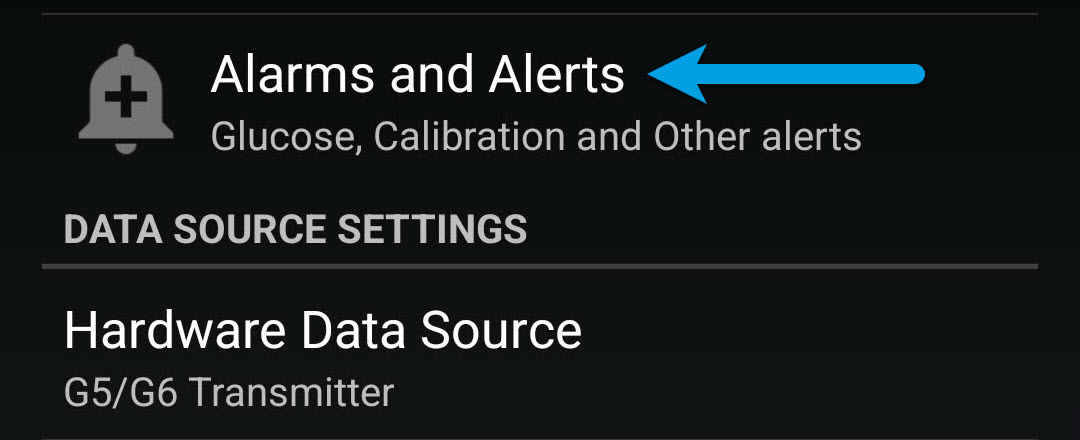 Alarms and Alerts
Glucose, Calibration and Other alerts
DATA SOURCE SETTINGS
Hardware Data Source
G5/G6 Transmitter